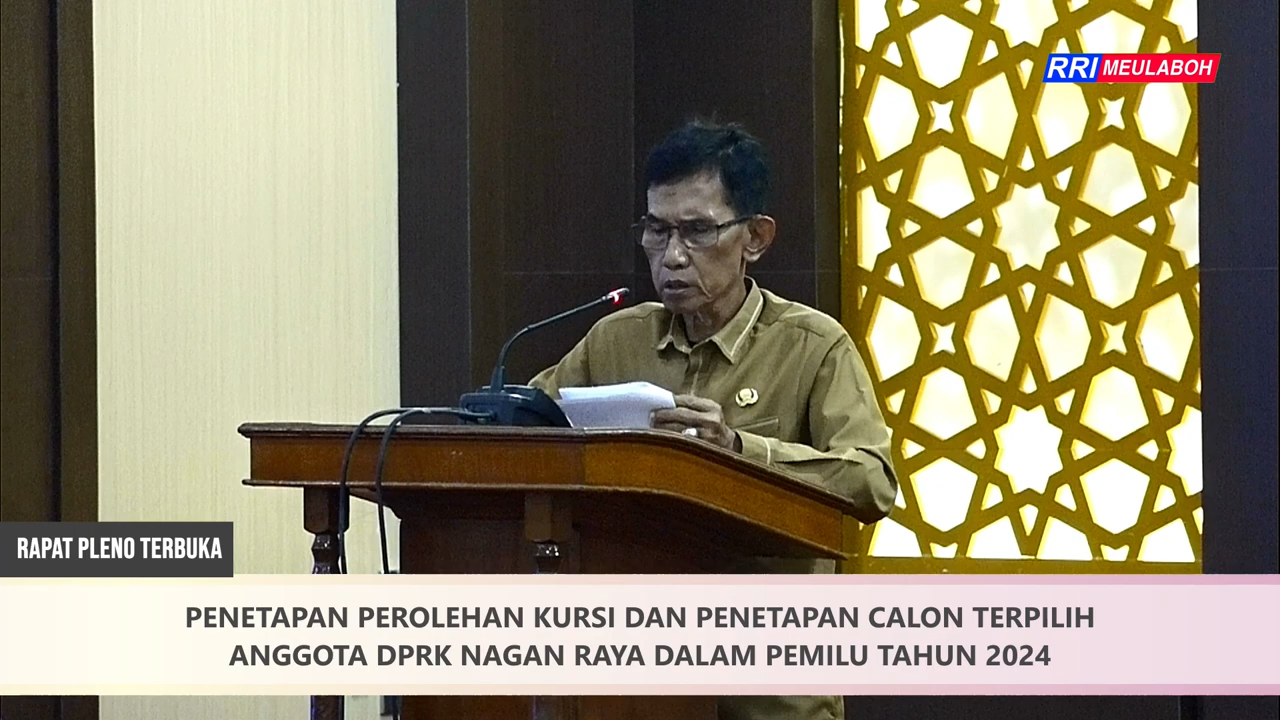 RRI MEULABOH
RAPAT PLENO TERBUKA
PENETAPAN PEROLEHAN KURSI DAN PENETAPAN CALON TERPILIH
ANGGOTA DPRK NAGAN RAYA DALAM PEMILU TAHUN 2024